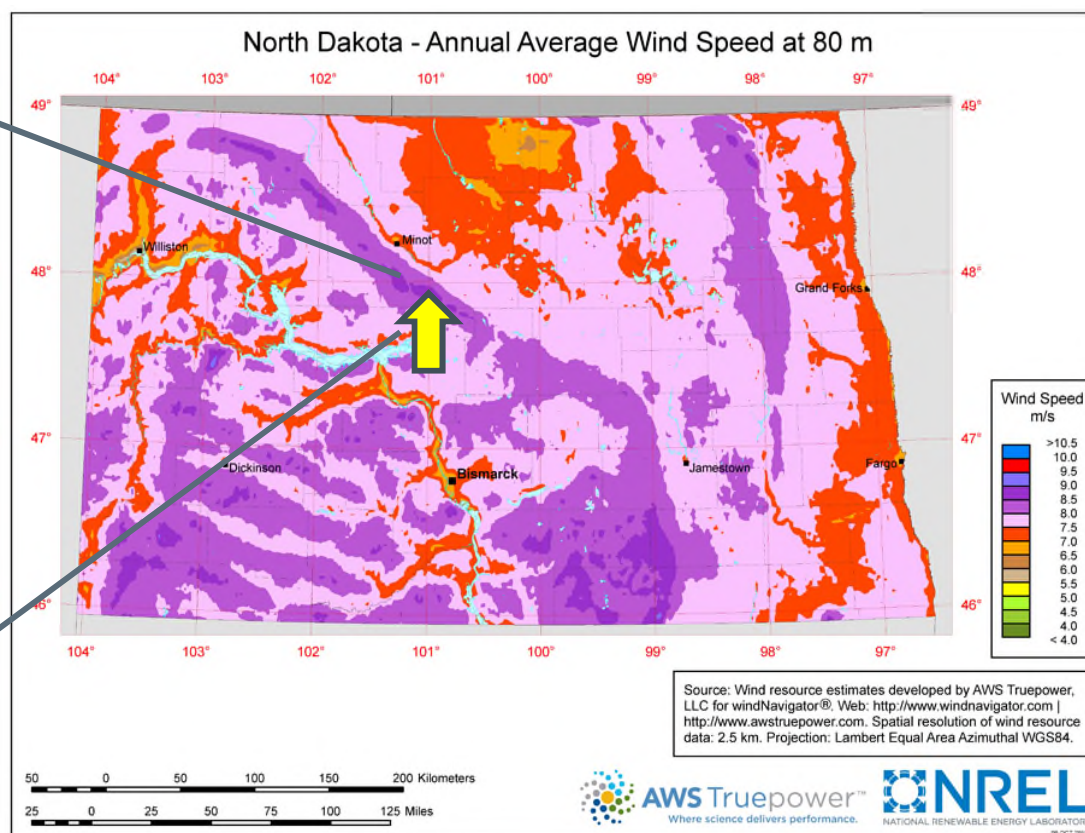 North Dakota - Annual Average Wind Speed at 80 m
104° 103° 102° 101° 100° 99° 98° 97°
49° 49°
Minot
Williston
48° 48°
Grand Forks
47° 47°
Dickinson
Bismarck
Jamestown
Fargo
46° 46°
104° 103° 102° 101° 100° 99° 98° 97°
Wind Speed
m/s
>10.5
10.0
9.5
9.0
8.5
8.0
7.5
7.0
6.5
6.0
5.5
5.0
4.5
4.0
< 4.0
Source: Wind resource estimates developed by AWS Truepower,
LLC for windNavigator®. Web: http://www.windnavigator.com |
http://www.awstruepower.com. Spatial resolution of wind resource
data: 2.5 km. Projection: Lambert Equal Area Azimuthal WGS84.
50 0 50 100 150 200 Kilometers
25 0 25 50 75 100 125 Miles
AWS Truepower™
Where science delivers performance.
NREL
NATIONAL RENEWABLE ENERGY LABORATOR